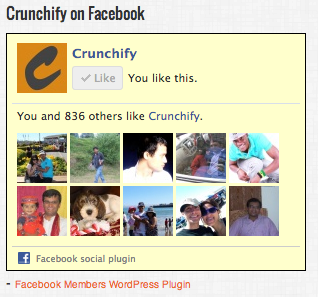 Crunchify on Facebook
Crunchify
Like You like this.
You and 836 others like Crunchify.
Facebook social plugin
- Facebook Members WordPress Plugin